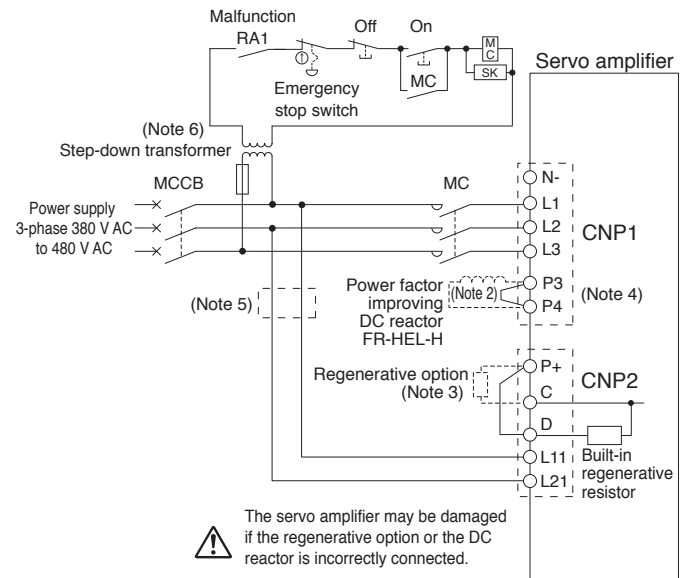 Malfunction
RA1
Off
On
MC
MC
SK
Emergency
stop switch
Servo amplifier
(Note 6)
Step-down transformer
MCCB
MC
Power supply
3-phase 380 V AC
to 480 V AC
N-
L1
L2
L3
CNP1
(Note 5)
Power factor
improving
DC reactor
FR-HEL-H
(Note 2)
P3
P4
(Note 4)
Regenerative option
(Note 3)
P+
C
D
L11
L21
CNP2
Built-in
regenerative
resistor
The servo amplifier may be damaged
if the regenerative option or the DC
reactor is incorrectly connected.